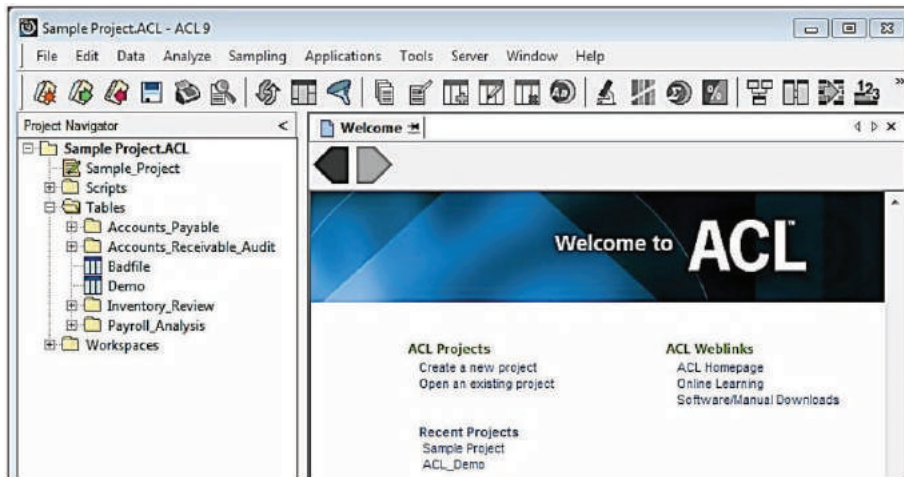 Sample Project.ACL - ACL 9
File Edit Data Analyze Sampling Applications Tools Server Window Help
Project Navigator <
Welcome
Sample Project.ACL
Sample_Project
Scripts
Tables
Accounts_Payable
Accounts_Receivable_Audit
Badfile
Demo
Inventory_Review
Payroll_Analysis
Workspaces
Welcome to ACL™
ACL Projects
Create a new project
Open an existing project
Recent Projects
Sample Project
ACL_Demo
ACL Weblinks
ACL Homepage
Online Learning
Software/Manual Downloads